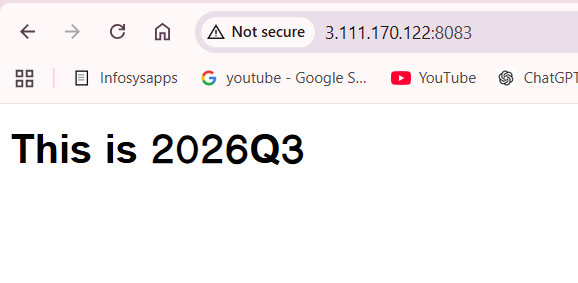 Not secure 3.111.170.122:8083
Infosysapps youtube - Google S... YouTube ChatGPT
This is 2026Q3